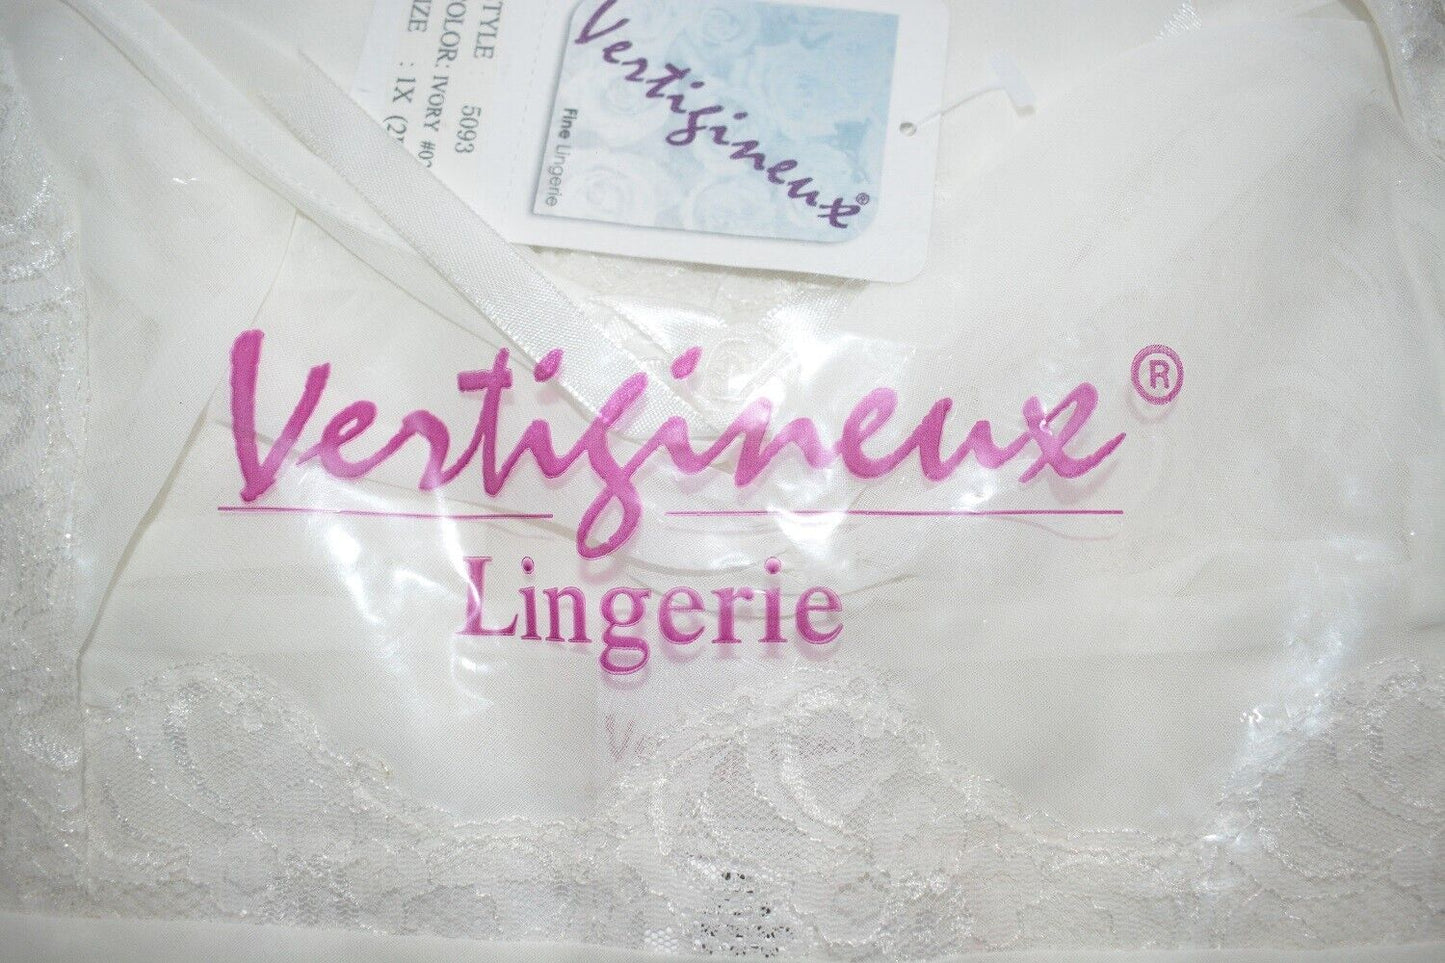 STYLE : 5093
COLOR: IVORY
SIZE : 1X
Vertigineux®
Fine Lingerie
Vertigineux®
Lingerie